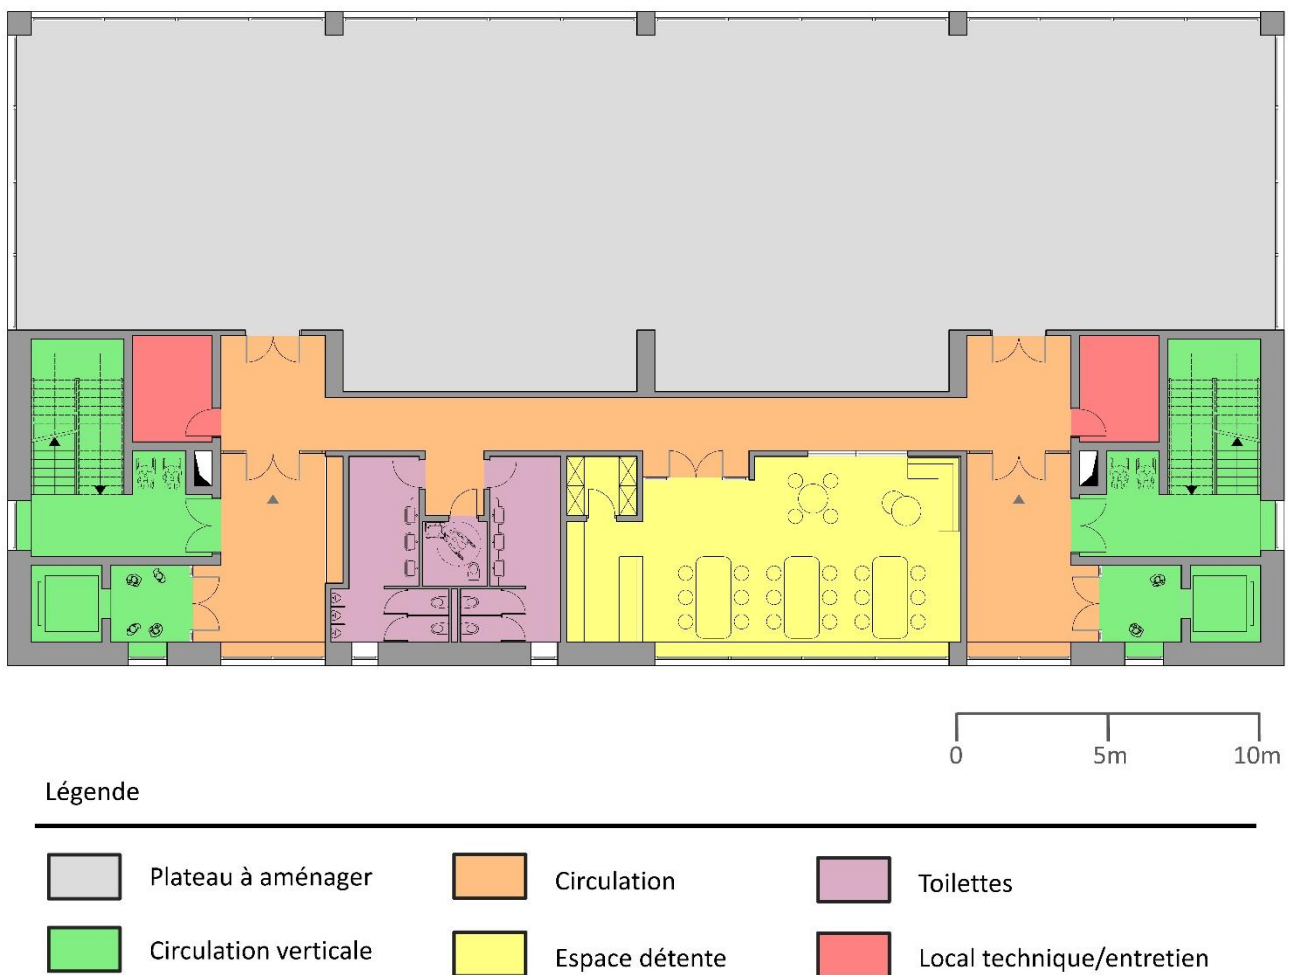 0 5m 10m
Légende
Plateau à aménager Circulation Toilettes
Circulation verticale Espace détente Local technique/entretien